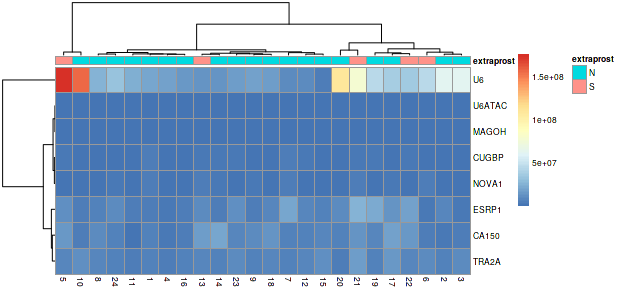 extraprost
U6
U6ATAC
MAGOH
CUGBP
NOVA1
ESRP1
CA150
TRA2A
5 10 8 24 11 1 4 16 13 14 23 9 18 7 12 15 20 21 19 17 22 6 2 3
1.5e+08
1e+08
5e+07
extraprost
N
S